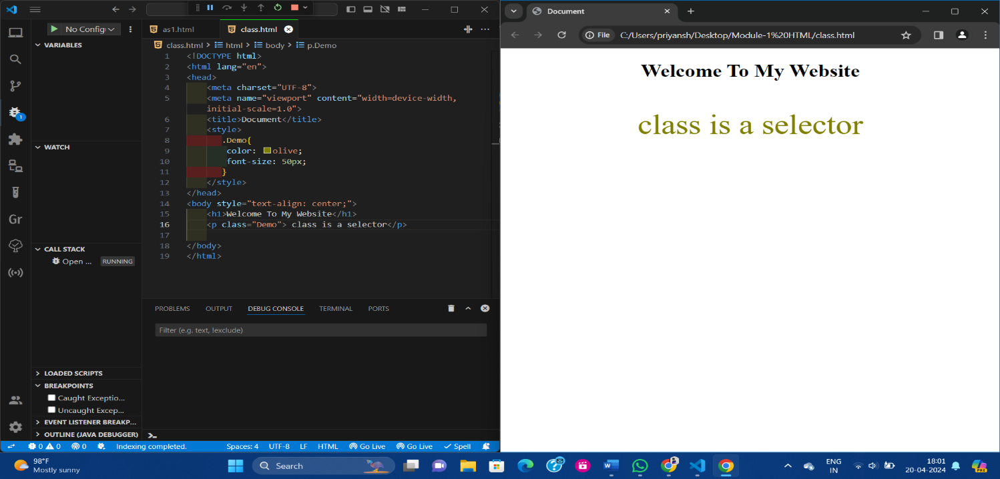 No Config
as1.html
class.html
VARIABLES
class.html > html > body > p.Demo
1 <!DOCTYPE html>
2 <html lang="en">
3 <head>
4 <meta charset="UTF-8">
5 <meta name="viewport" content="width=device-width,
initial-scale=1.0">
6 <title>Document</title>
7 <style>
8 .Demo{
9 color: olive;
10 font-size: 50px;
11 }
12 </style>
13 </head>
14 <body style="text-align: center;">
15 <h1>Welcome To My Website</h1>
16 <p class="Demo"> class is a selector</p>
17
18 </body>
19 </html>
WATCH
CALL STACK
Open ... RUNNING
LOADED SCRIPTS
BREAKPOINTS
Caught Exceptio...
Uncaught Excep...
EVENT LISTENER BREAKP...
OUTLINE (JAVA DEBUGGER)
1
Gr
PROBLEMS OUTPUT DEBUG CONSOLE TERMINAL PORTS
Filter (e.g. text, !exclude)
0 0 0 Indexing completed. Spaces: 4 UTF-8 LF HTML Go Live Go Live Spell
Document
File C:/Users/priyansh/Desktop/Module-1%20HTML/class.html
Welcome To My Website
class is a selector
98°F
Mostly sunny
Search
ENG
IN
18:01
20-04-2024
PRE